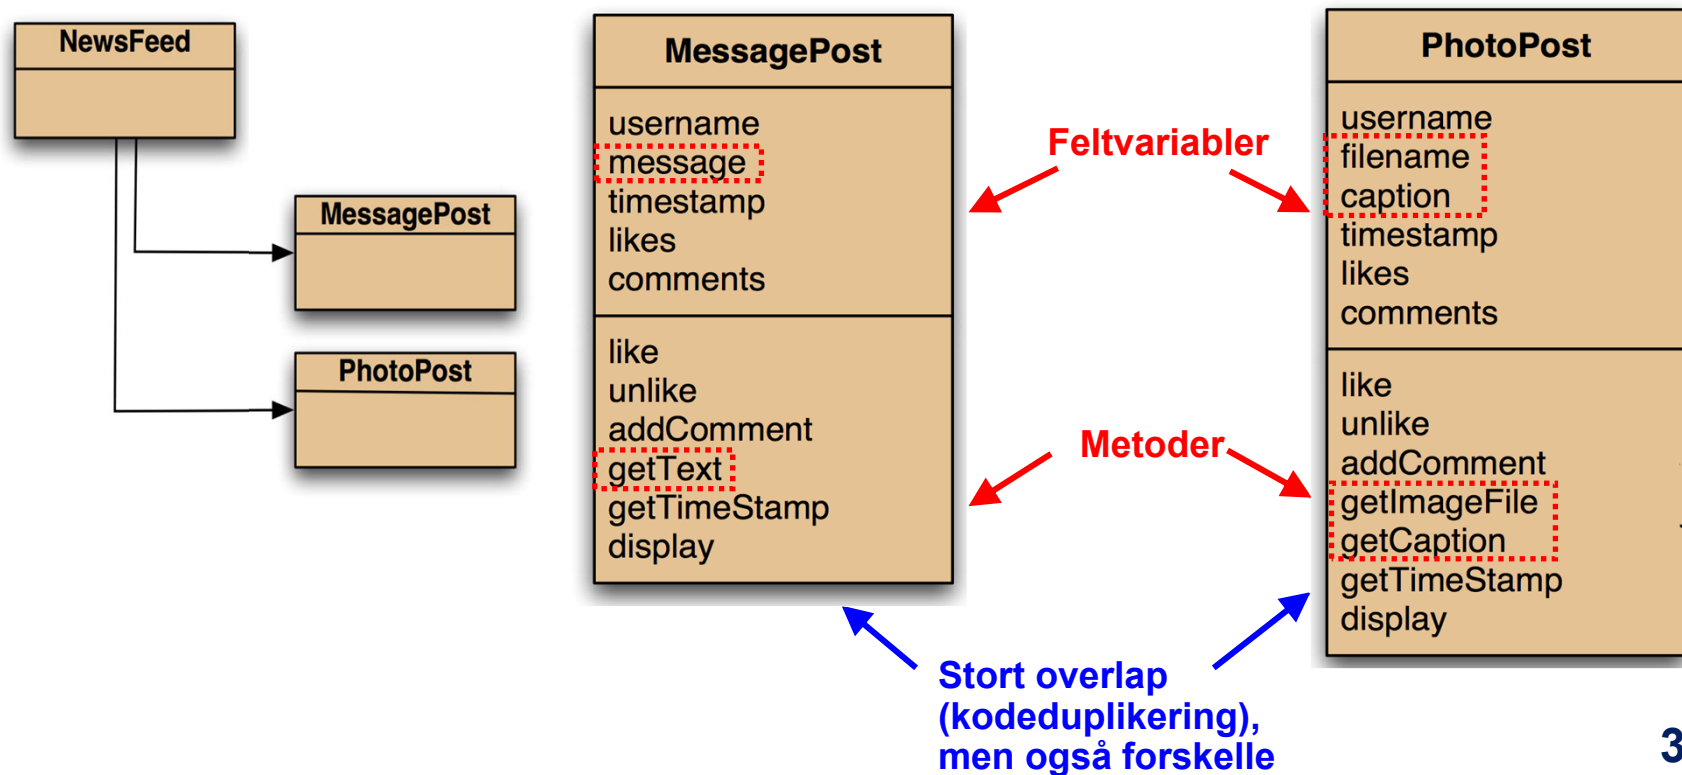 NewsFeed
MessagePost
PhotoPost
MessagePost
username
message
timestamp
likes
comments
like
unlike
addComment
getText
getTimeStamp
display
Feltvariabler
Metoder
Stort overlap
(kodeduplikering),
men også forskelle
PhotoPost
username
filename
caption
timestamp
likes
comments
like
unlike
addComment
getImageFile
getCaption
getTimeStamp
display
3